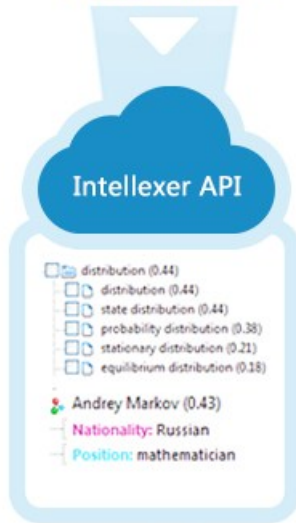 Intellexer API
distribution (0.44)
distribution (0.44)
state distribution (0.44)
probability distribution (0.38)
stationary distribution (0.21)
equilibrium distribution (0.18)
Andrey Markov (0.43)
Nationality: Russian
Position: mathematician